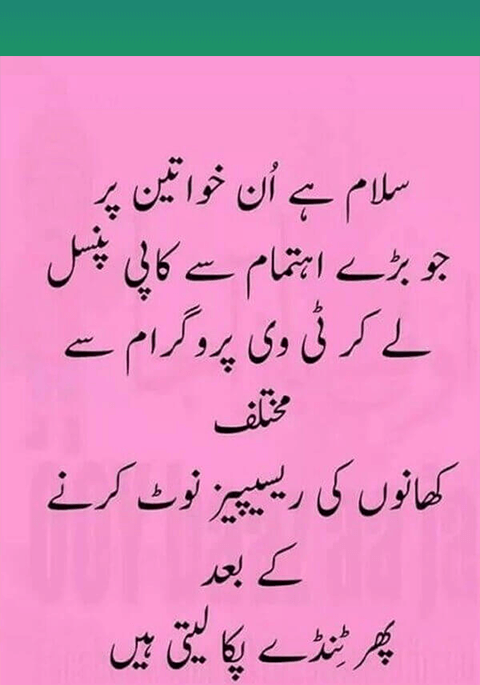 سلام ہے اُن خواتین پر
جو بڑے اہتمام سے کاپی پنسل
لے کر ٹی وی پروگرام سے
مختلف
کھانوں کی ریسیپیز نوٹ کرنے
کے بعد
پھر ٹِنڈے پکا لیتی ہیں